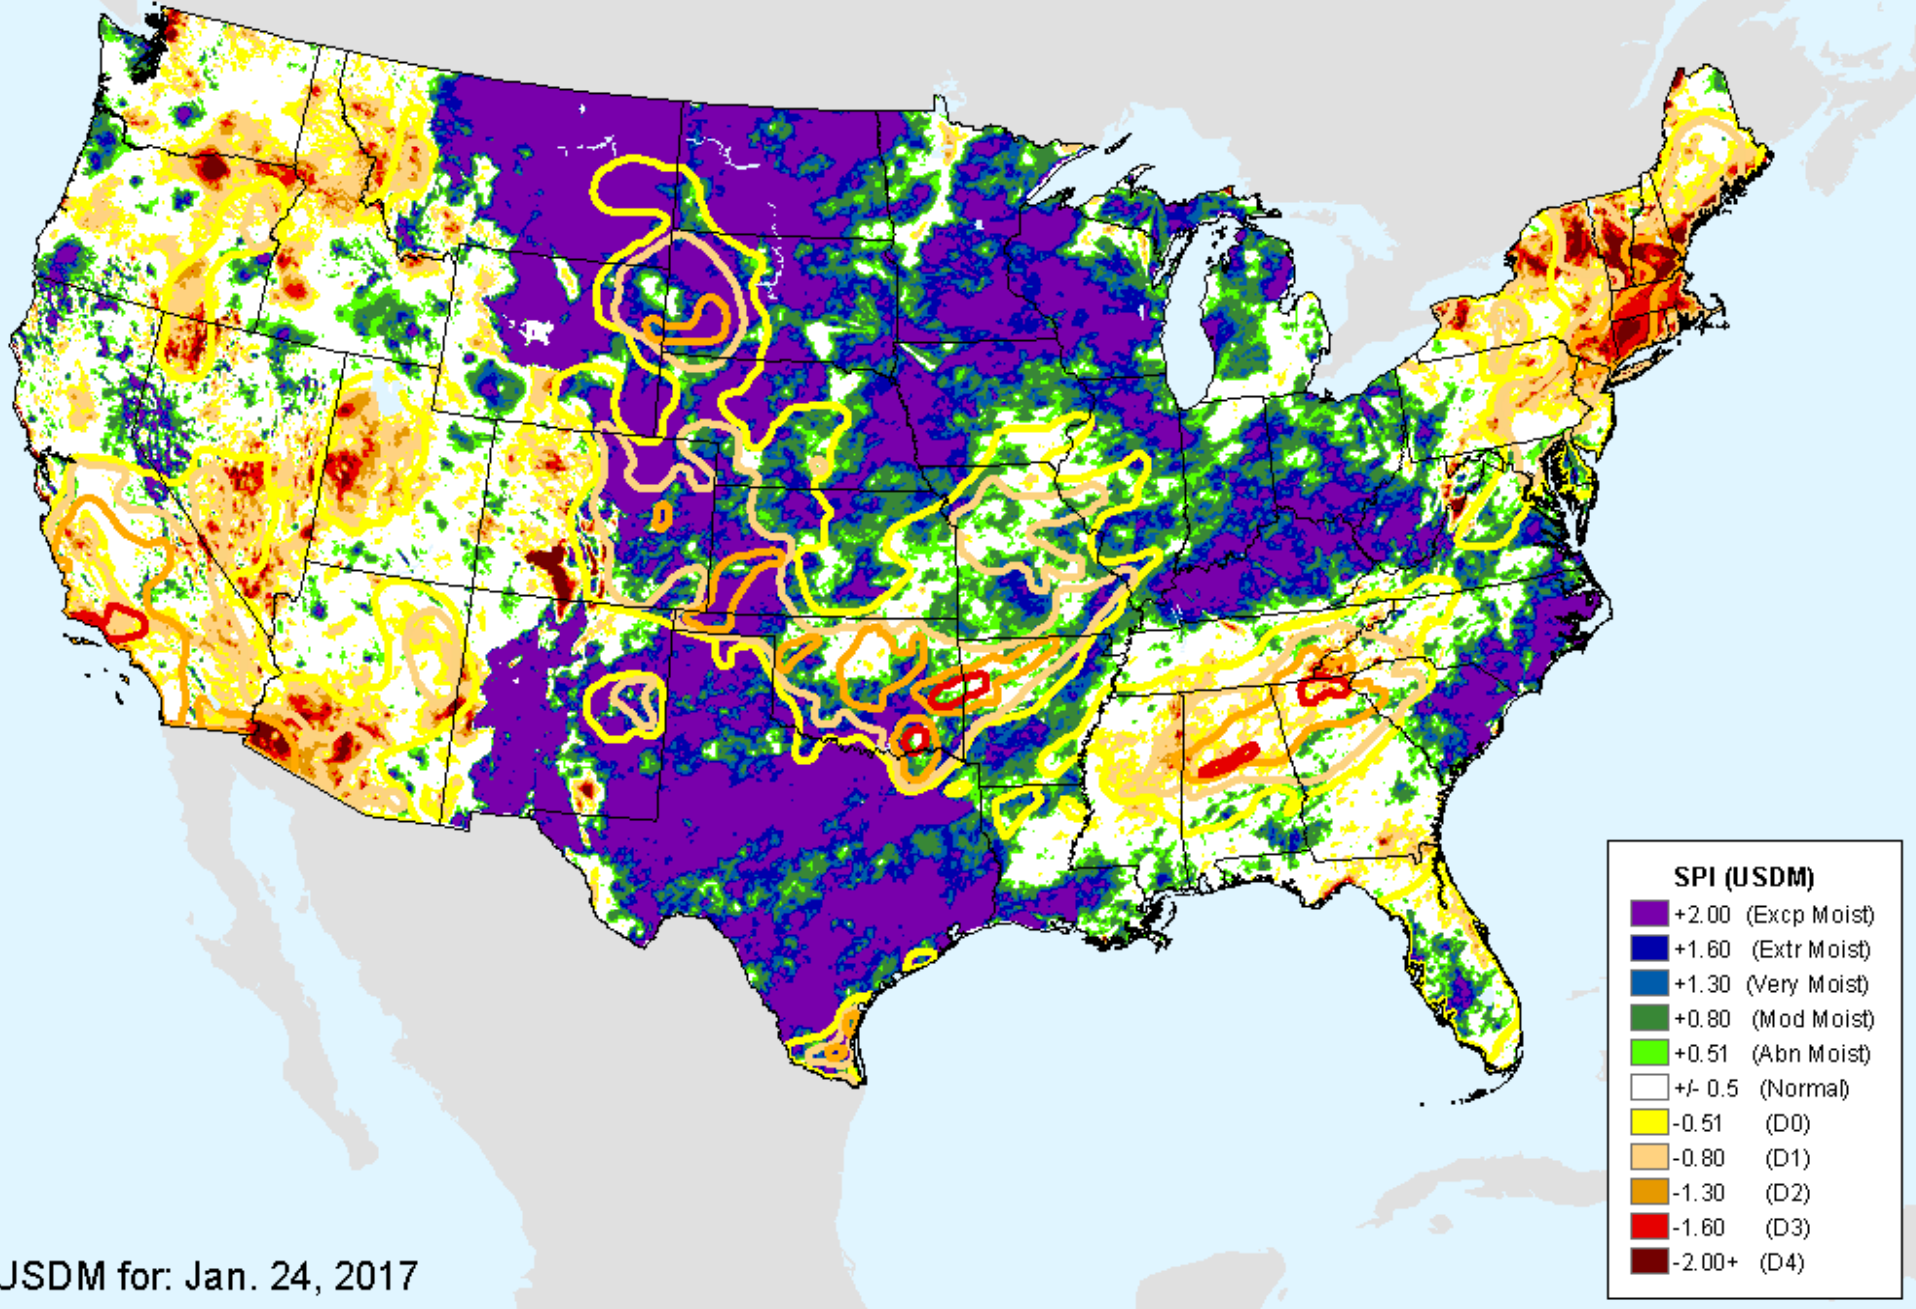 SPI (USDM)
+2.00 (Excp Moist)
+1.60 (Extr Moist)
+1.30 (Very Moist)
+0.80 (Mod Moist)
+0.51 (Abn Moist)
+/- 0.5 (Normal)
-0.51 (D0)
-0.80 (D1)
-1.30 (D2)
-1.60 (D3)
-2.00+ (D4)
USDM for: Jan. 24, 2017